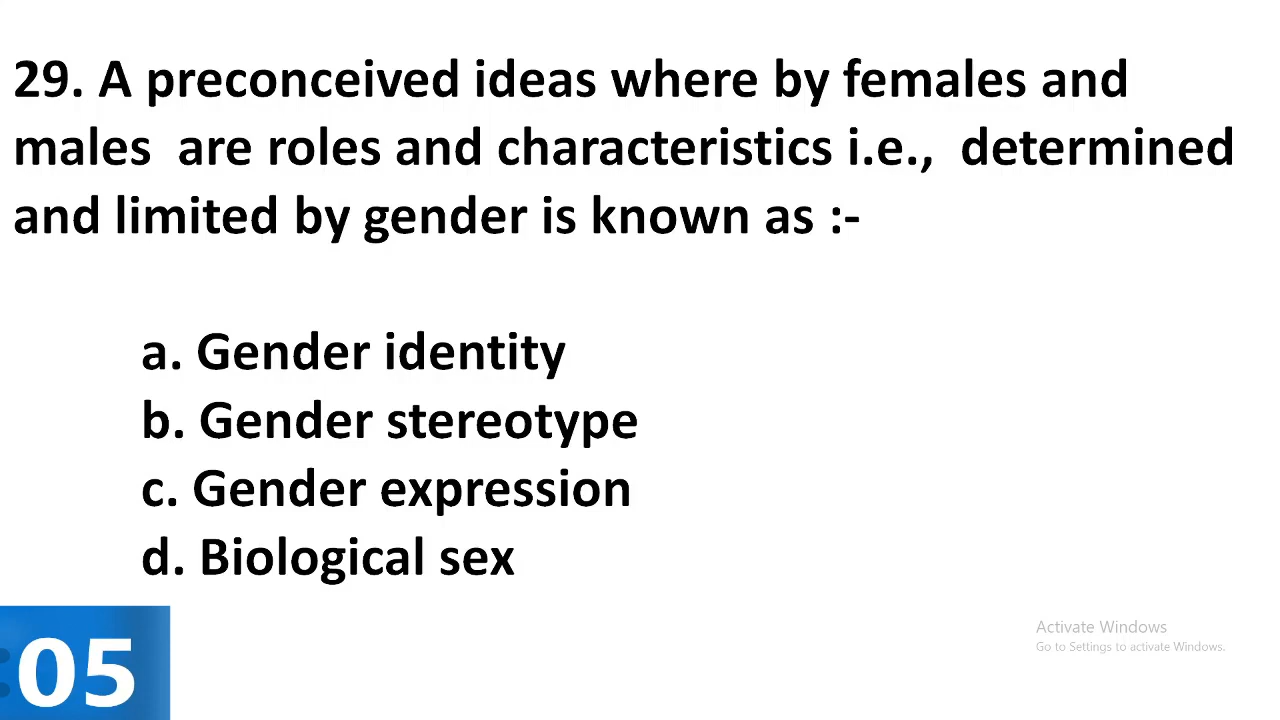 29. A preconceived ideas where by females and
males are roles and characteristics i.e., determined
and limited by gender is known as :-
a. Gender identity
b. Gender stereotype
c. Gender expression
d. Biological sex
05
Activate Windows
Go to Settings to activate Windows.